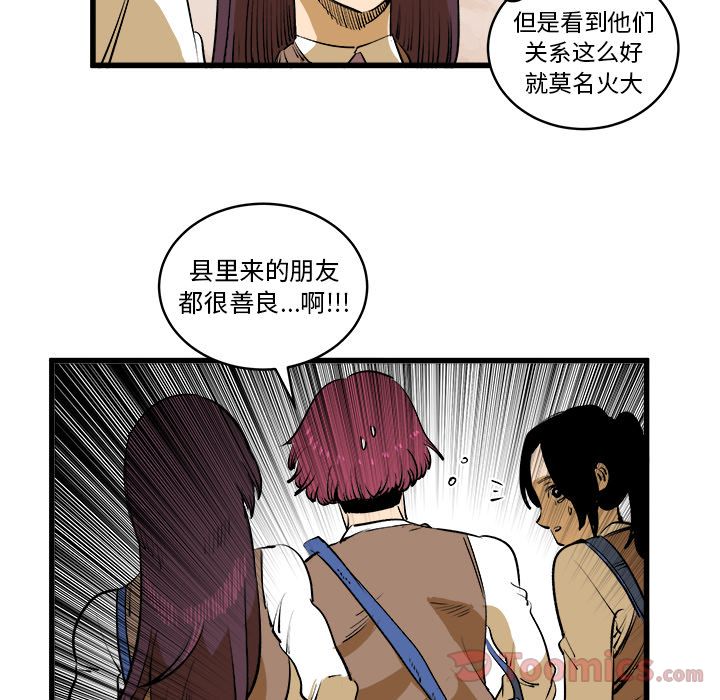 但是看到他们
关系这么好
就莫名火大
县里来的朋友
都很善良...啊!!!
Toomics.com